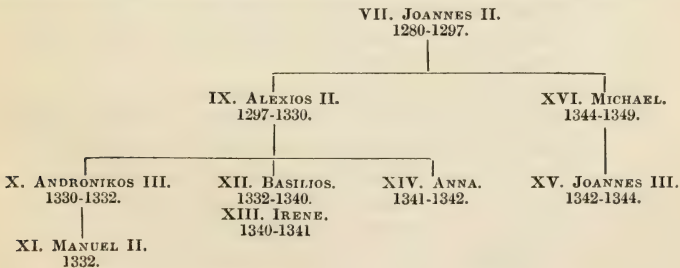 VII. JOANNES II.
1280-1297.
IX. ALEXIOS II.
1297-1330.
XVI. MICHAEL.
1344-1349.
X. ANDRONIKOS III.
1330-1332.
XII. BASILIOS.
1332-1340.
XIII. IRENE.
1340-1341
XIV. ANNA.
1341-1342.
XV. JOANNES III.
1342-1344.
XI. MANUEL II.
1332.